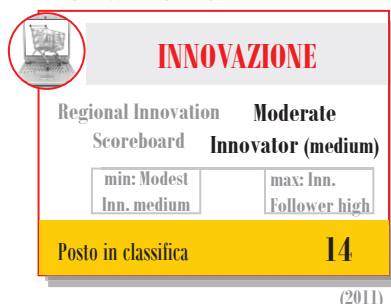 INNOVAZIONE
Regional Innovation Scoreboard
Moderate Innovator (medium)
min: Modest Inn. medium
max: Inn. Follower high
Posto in classifica 14
(2011)